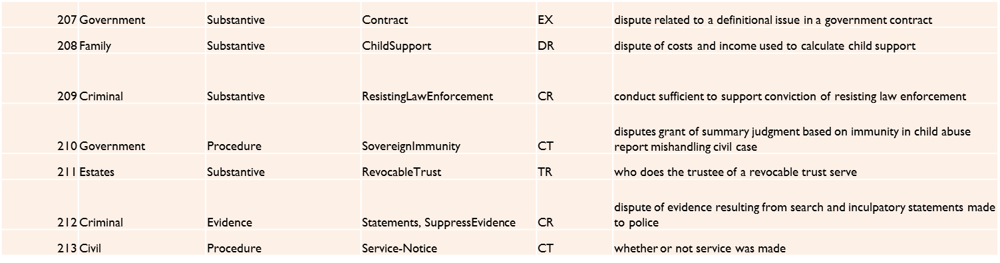 207 Government Substantive Contract EX dispute related to a definitional issue in a government contract
208 Family Substantive ChildSupport DR dispute of costs and income used to calculate child support
209 Criminal Substantive ResistingLawEnforcement CR conduct sufficient to support conviction of resisting law enforcement
disputes grant of summary judgment based on immunity in child abuse
210 Government Procedure SovereignImmunity CT report mishandling civil case
211 Estates Substantive RevocableTrust TR who does the trustee of a revocable trust serve
dispute of evidence resulting from search and inculpatory statements made
212 Criminal Evidence Statements, SuppressEvidence CR to police
213 Civil Procedure Service-Notice CT whether or not service was made